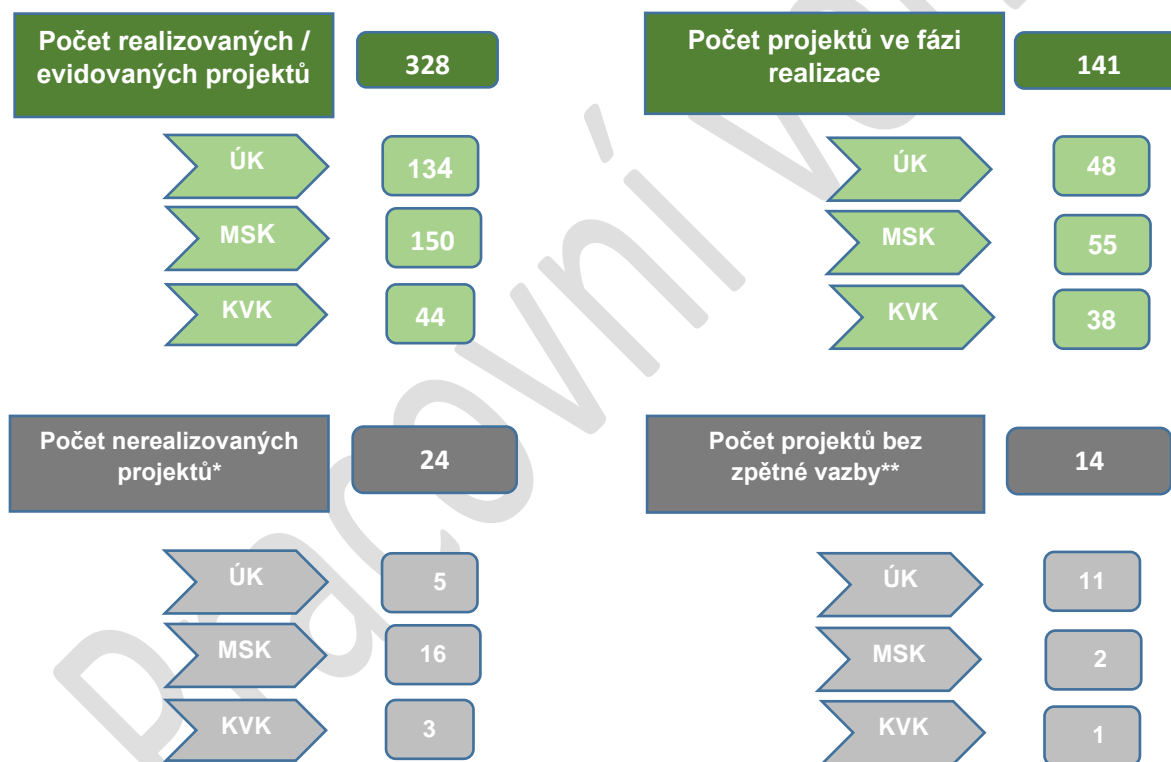 Počet realizovaných /
evidovaných projektů
328
ÚK
134
MSK
150
KVK
44
Počet projektů ve fázi
realizace
141
ÚK
48
MSK
55
KVK
38
Počet nerealizovaných
projektů*
24
ÚK
5
MSK
16
KVK
3
Počet projektů bez
zpětné vazby**
14
ÚK
11
MSK
2
KVK
1
Pracovní